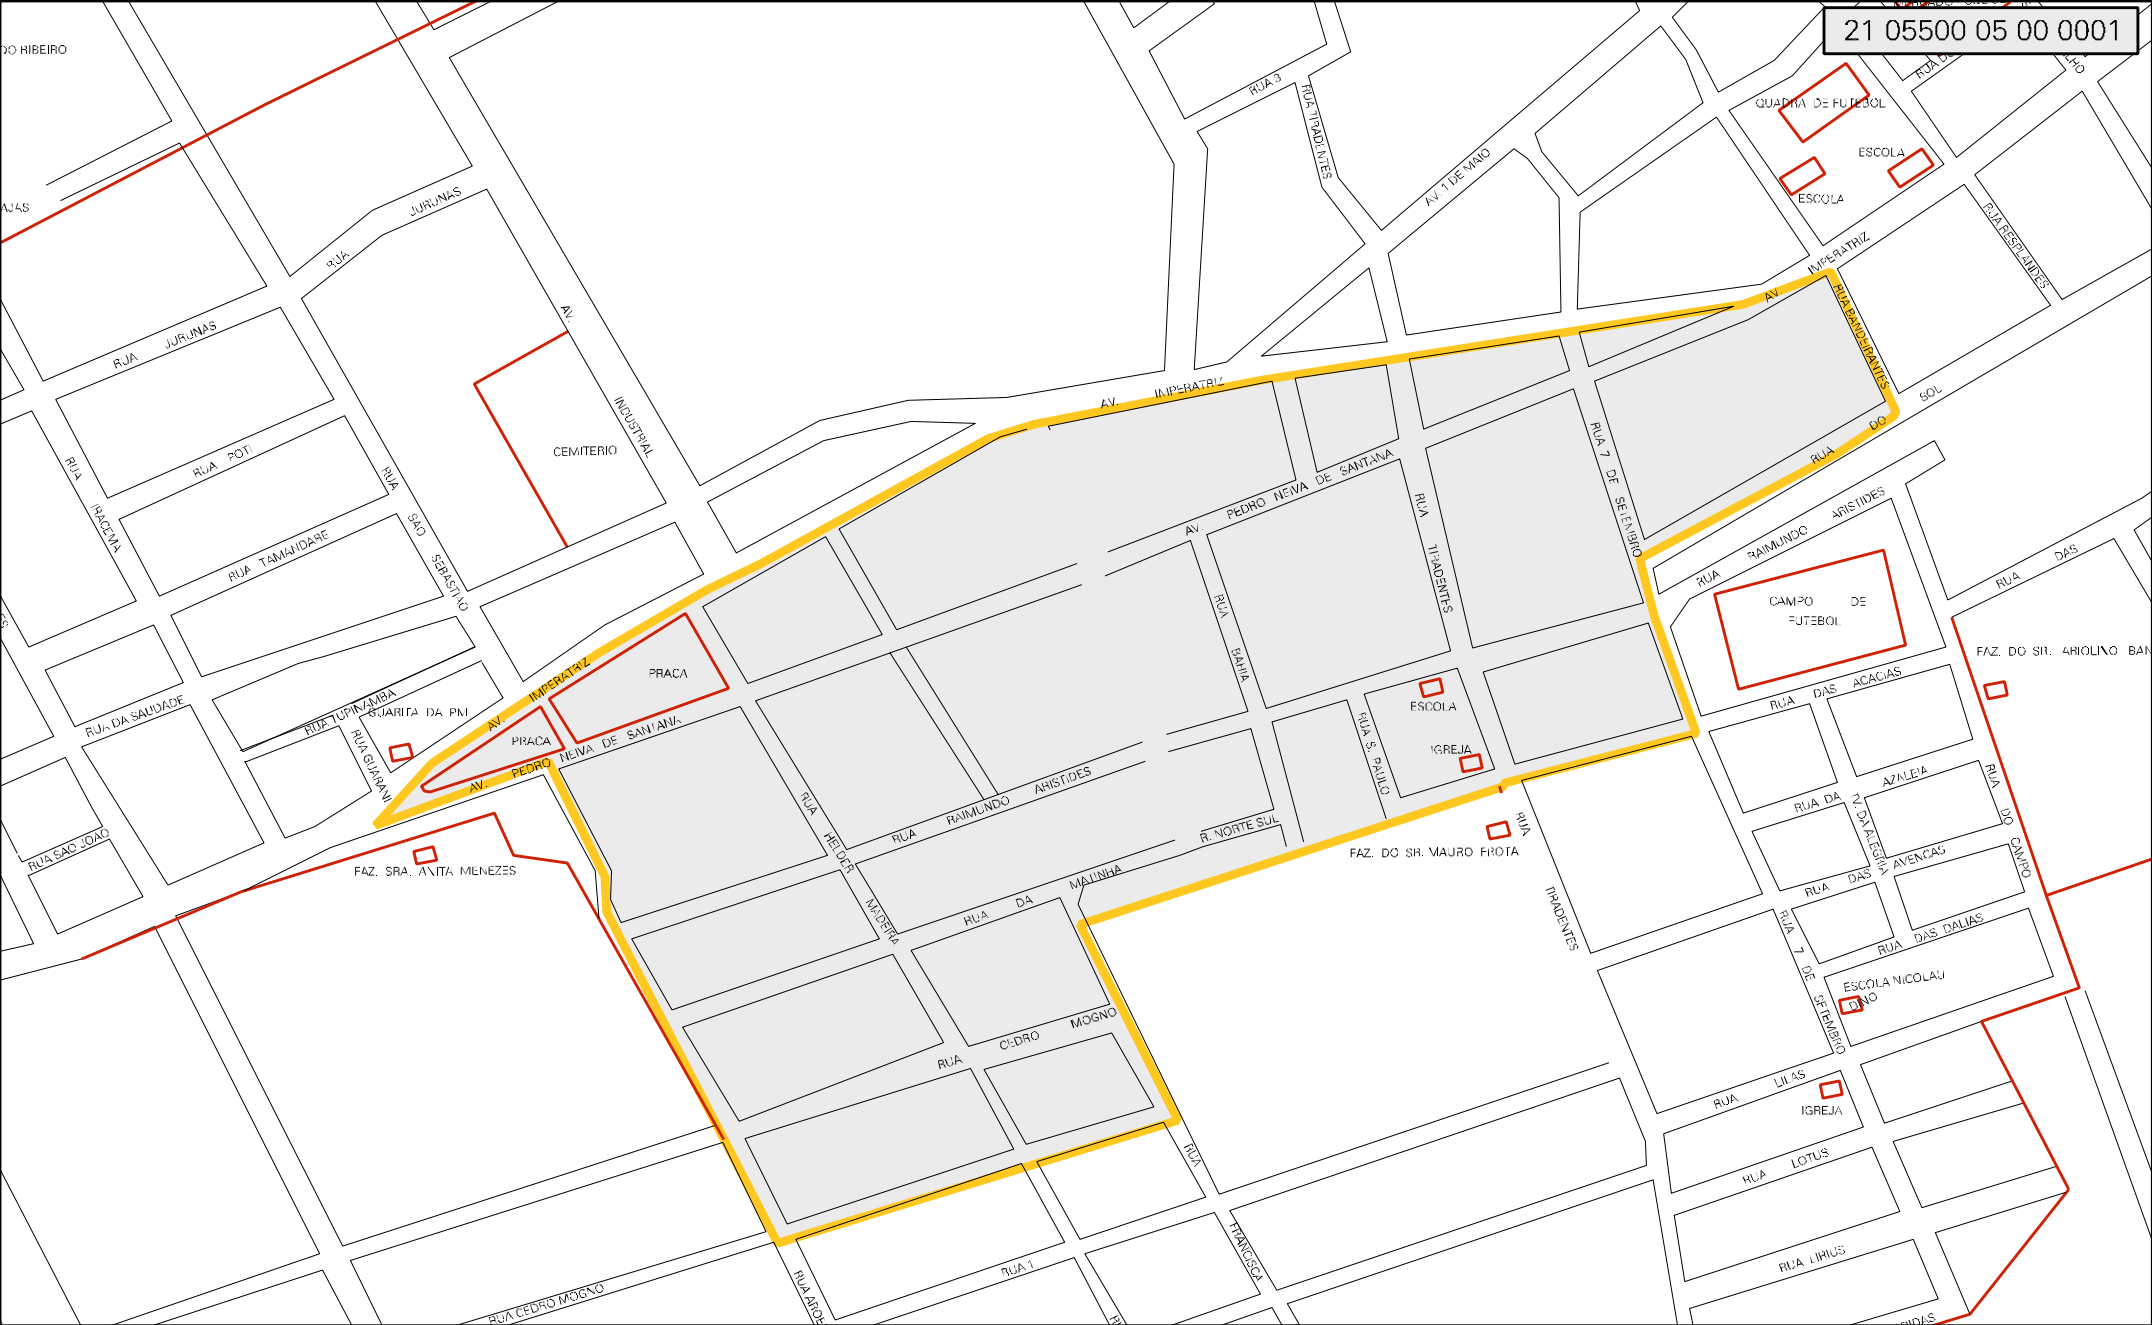 21 05500 05 00 0001
DO RIBEIRO
RUA 3
RUA TIRADENTES
AV. 1 DE MAIO
QUADRA DE FUTEBOL
ESCOLA
ESCOLA
RUA RESPLANDES
RUA JURUNAS
RUA JURUNAS
AV. INDUSTRIAL
CEMITERIO
RUA POTI
RUA TAMANDARE
RUA IRACEMA
RUA SAO SEBASTIAO
AV. IMPERATRIZ
AV. IMPERATRIZ
AV. IMPERATRIZ
RUA BANDEIRANTES
RUA DO SOL
RUA 7 DE SETEMBRO
AV. PEDRO NEIVA DE SANTANA
RUA TIRADENTES
RUA BAHIA
RUA RAIMUNDO ARISTIDES
CAMPO DE
FUTEBOL
RUA DAS
FAZ. DO SR. ARIOLINO BAN
RUA DAS ACACIAS
PRACA
PRACA
RUA TUPINAMBA
GUARITA DA PM
RUA GUARANI
RUA DA SAUDADE
RUA SAO JOAO
AV. PEDRO NEIVA DE SANTANA
FAZ. SRA. ANITA MENEZES
RUA HELDER MADEIRA
RUA RAIMUNDO ARISTIDES
R. NORTE SUL
RUA S. PAULO
ESCOLA
IGREJA
FAZ. DO SR. MAURO FROTA
RUA TIRADENTES
RUA DA MATINHA
RUA CEDRO MOGNO
RUA DA AZALEIA
TV. DA ALEGRIA
RUA DO CAMPO
RUA DAS AVENCAS
RUA DAS DALIAS
RUA 7 DE SETEMBRO
ESCOLA NICOLAU
DINO
RUA LILAS
IGREJA
RUA LOTUS
RUA LIRIUS
RUA FRANCISCA
RUA 1
RUA CEDRO MOGNO